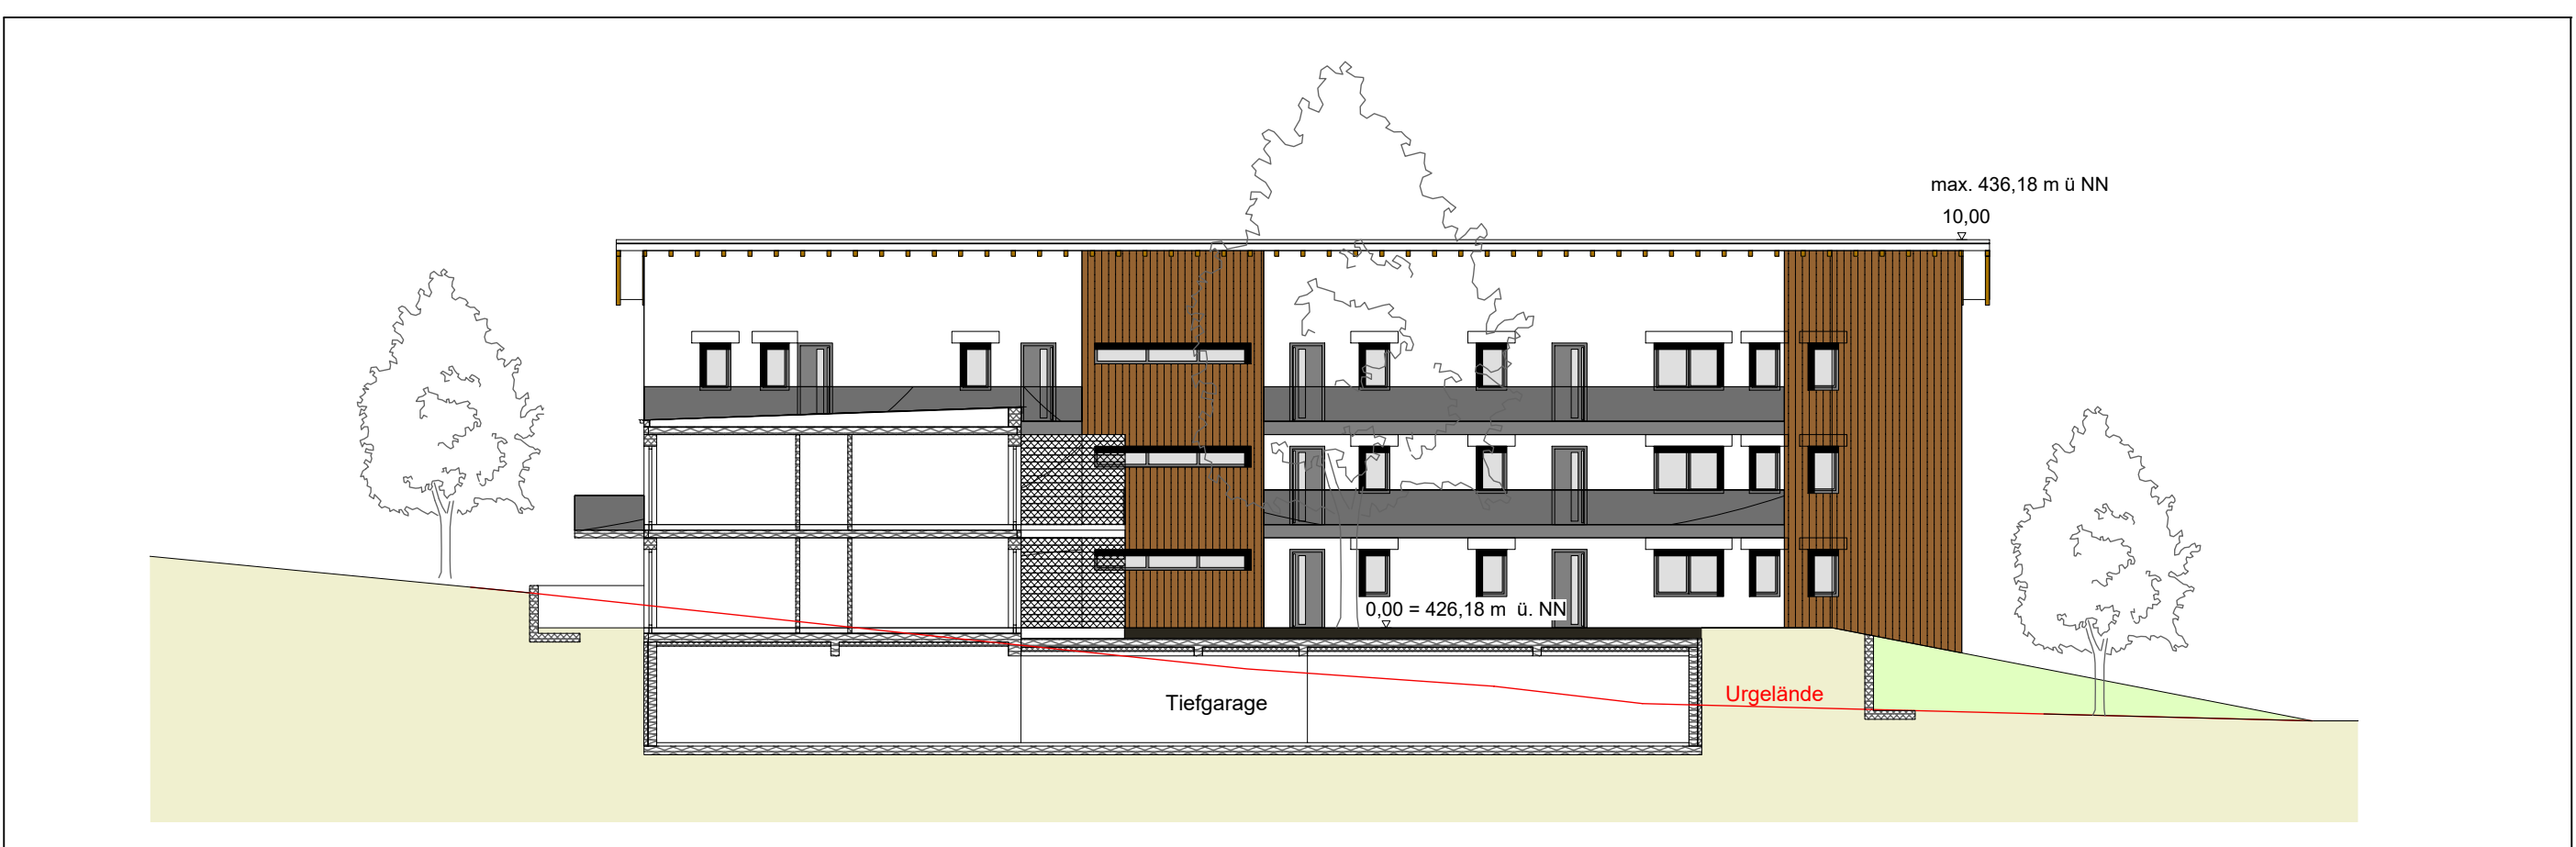 max. 436,18 m ü NN
10,00
0,00 = 426,18 m ü. NN
Urgelände
Tiefgarage